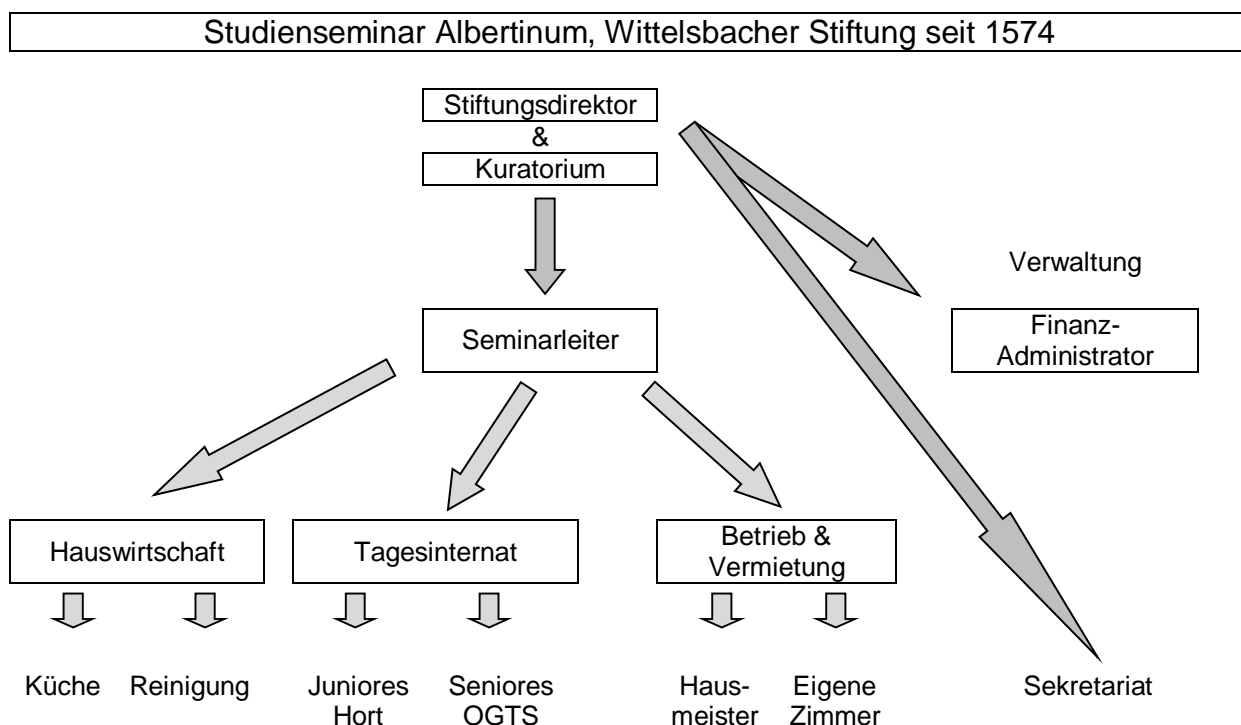 Studienseminar Albertinum, Wittelsbacher Stiftung seit 1574
Stiftungsdirektor
&
Kuratorium
Verwaltung
Seminarleiter
Finanz-
Administrator
Hauswirtschaft
Tagesinternat
Betrieb &
Vermietung
Küche
Reinigung
Juniores
Hort
Seniores
OGTS
Haus-
meister
Eigene
Zimmer
Sekretariat